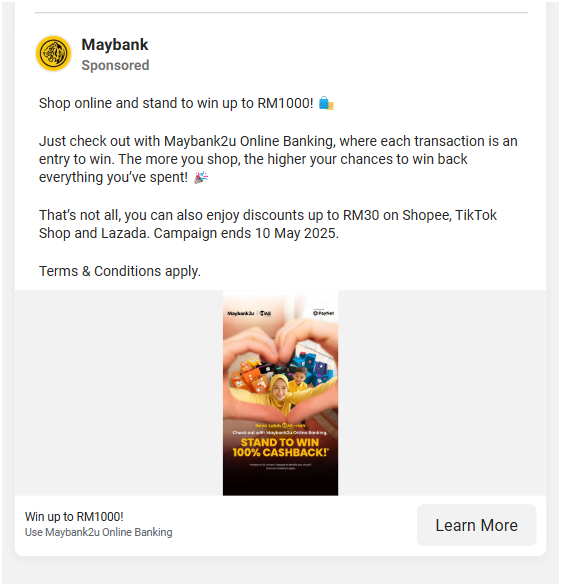 Maybank
Sponsored
Shop online and stand to win up to RM1000! 🛍️
Just check out with Maybank2u Online Banking, where each transaction is an
entry to win. The more you shop, the higher your chances to win back
everything you’ve spent! 🎉
That’s not all, you can also enjoy discounts up to RM30 on Shopee, TikTok
Shop and Lazada. Campaign ends 10 May 2025.
Terms & Conditions apply.
Maybank2u
PayNet
Check out with Maybank2u Online Banking,
STAND TO WIN
100% CASHBACK!*
Win up to RM1000!
Use Maybank2u Online Banking
Learn More